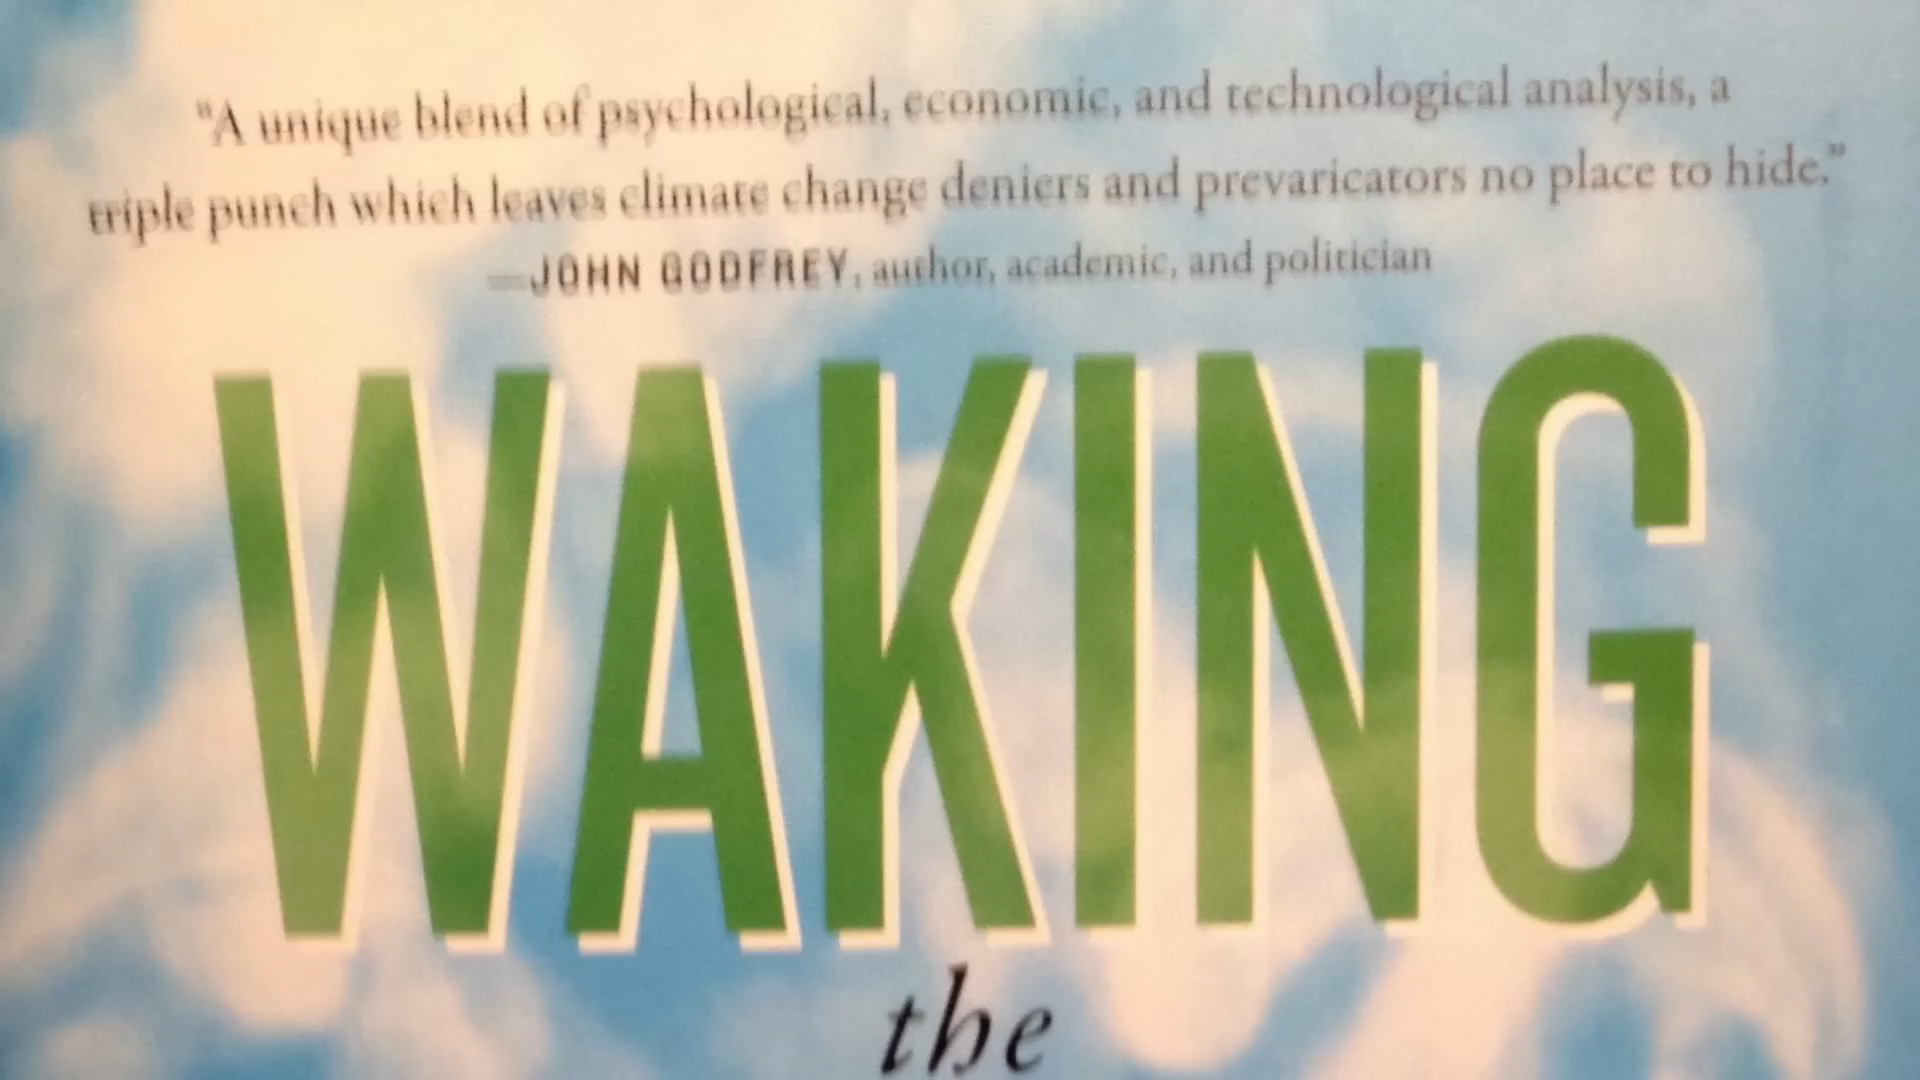 "A unique blend of psychological, economic, and technological analysis, a
triple punch which leaves climate change deniers and prevaricators no place to hide."
—JOHN GODFREY, author, academic, and politician
WAKING
the